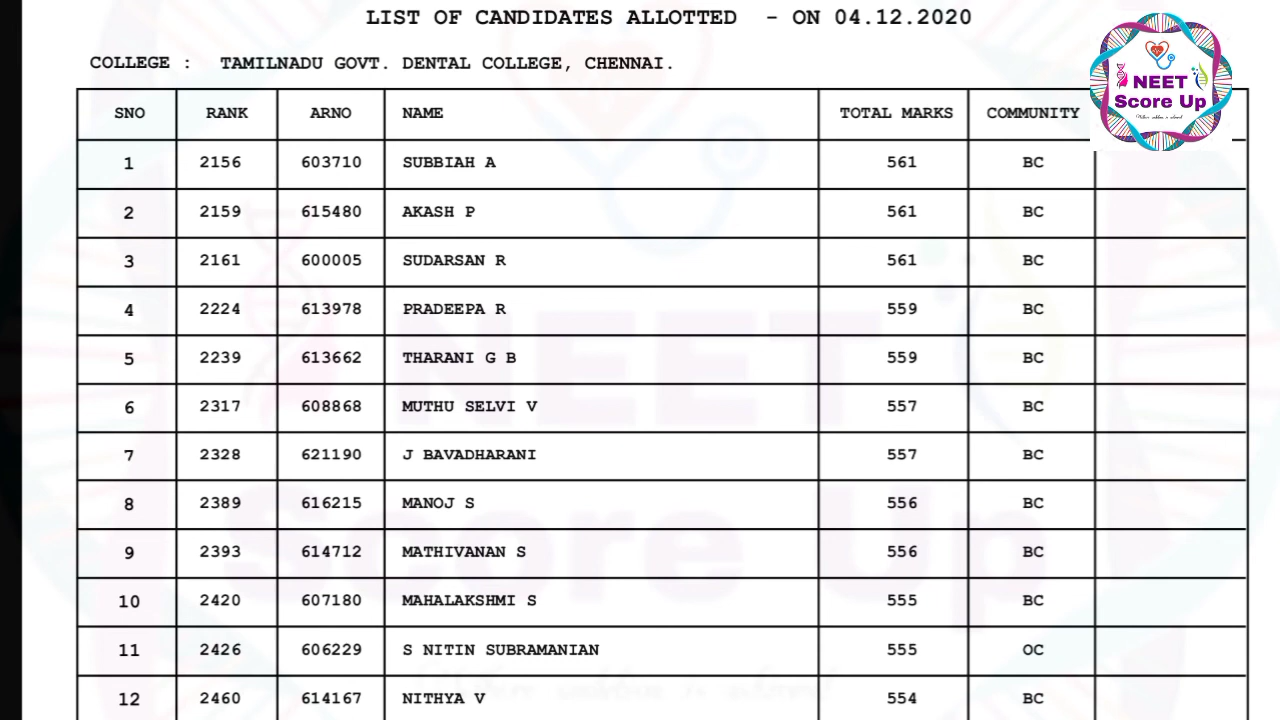 LIST OF CANDIDATES ALLOTTED - ON 04.12.2020
COLLEGE : TAMILNADU GOVT. DENTAL COLLEGE, CHENNAI.
NEET
Score Up
SNO RANK ARNO NAME TOTAL MARKS COMMUNITY
1 2156 603710 SUBBIAH A 561 BC
2 2159 615480 AKASH P 561 BC
3 2161 600005 SUDARSAN R 561 BC
4 2224 613978 PRADEEPA R 559 BC
5 2239 613662 THARANI G B 559 BC
6 2317 608868 MUTHU SELVI V 557 BC
7 2328 621190 J BAVADHARANI 557 BC
8 2389 616215 MANOJ S 556 BC
9 2393 614712 MATHIVANAN S 556 BC
10 2420 607180 MAHALAKSHMI S 555 BC
11 2426 606229 S NITIN SUBRAMANIAN 555 OC
12 2460 614167 NITHYA V 554 BC
NEET
Score Up